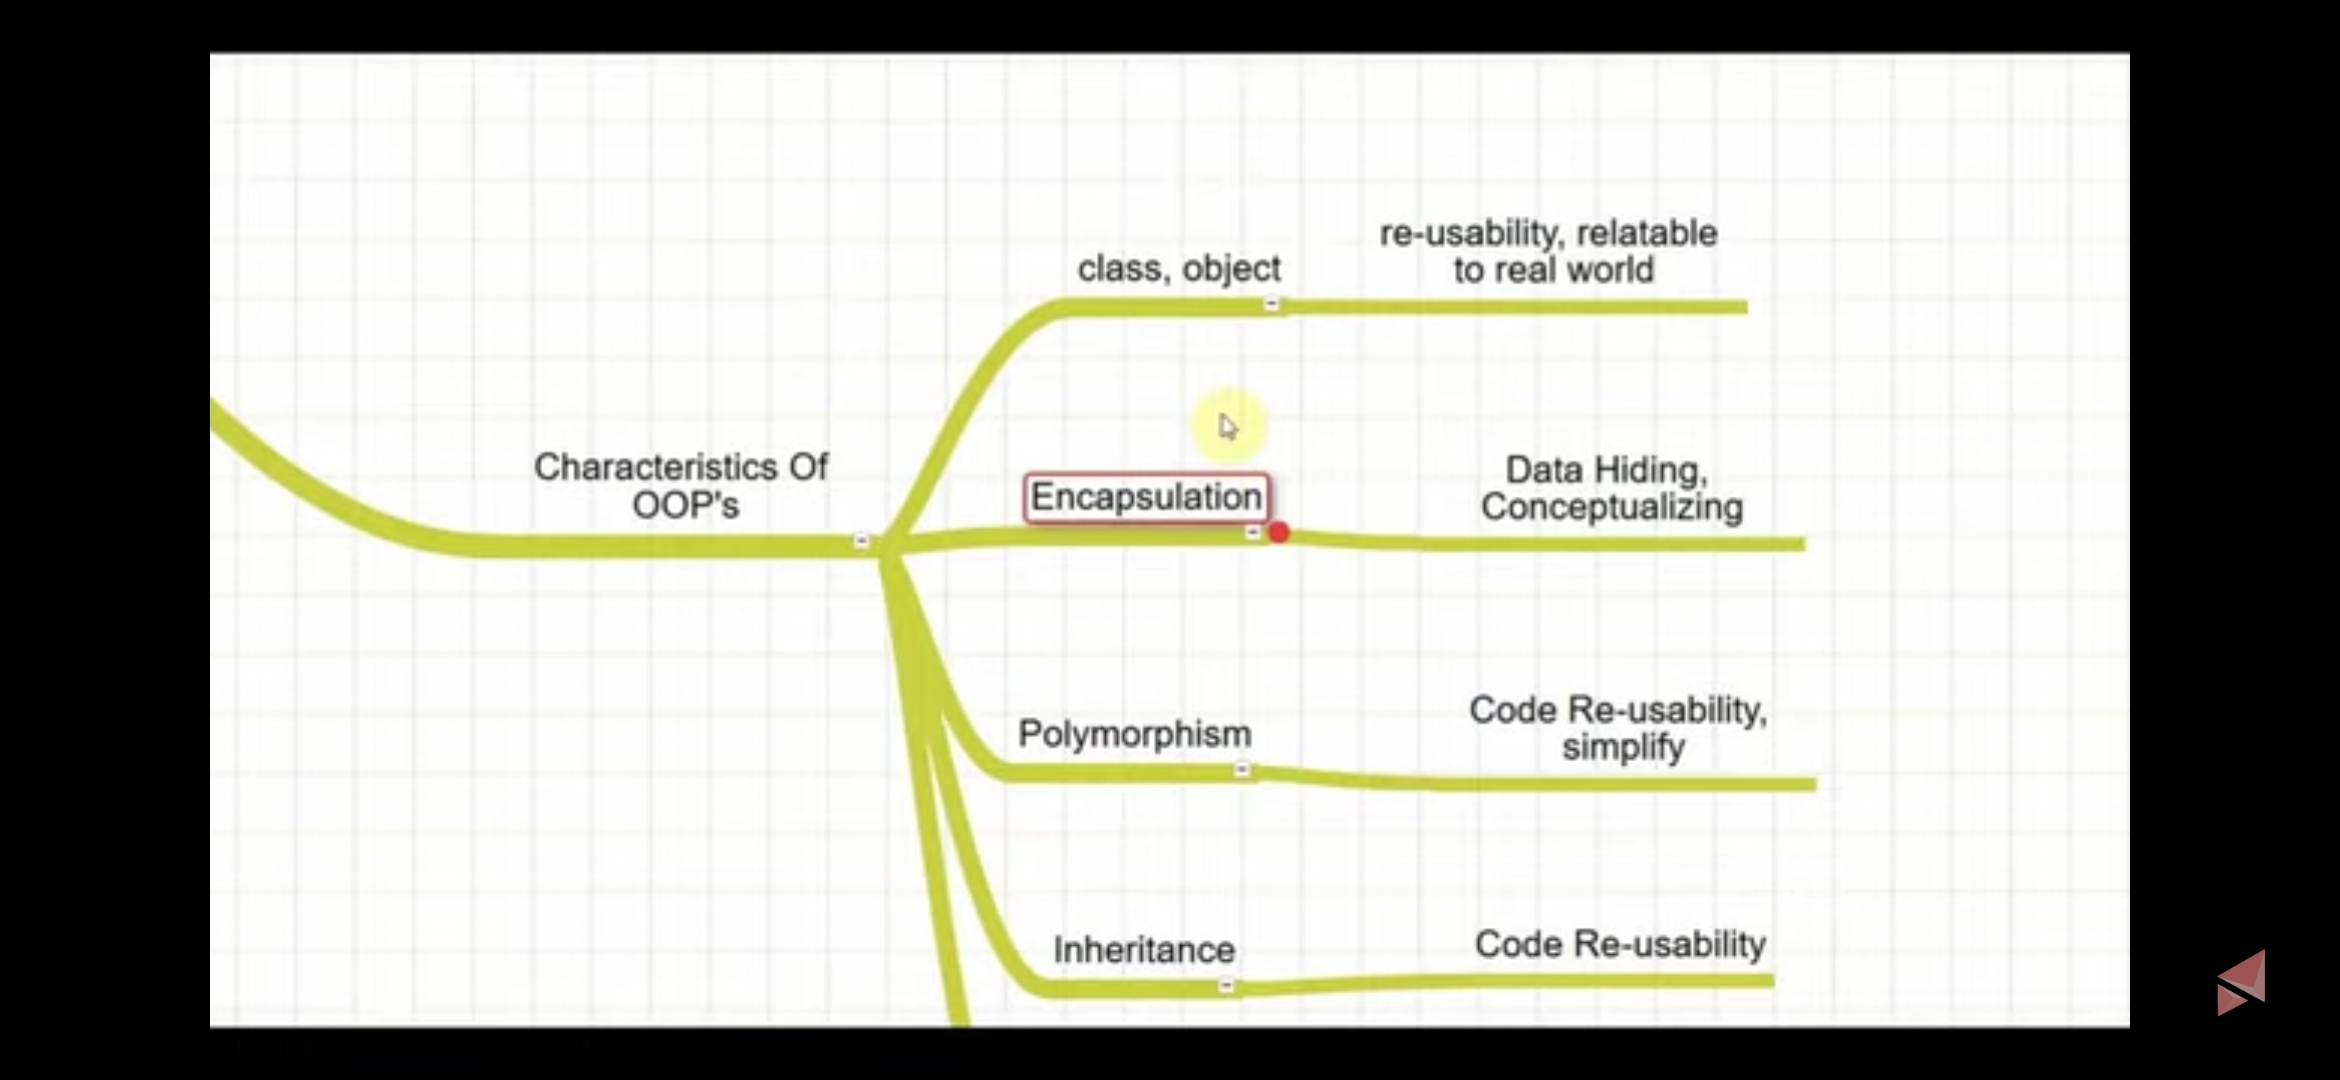 Characteristics Of
OOP's
class, object
re-usability, relatable
to real world
Encapsulation
Data Hiding,
Conceptualizing
Polymorphism
Code Re-usability,
simplify
Inheritance
Code Re-usability